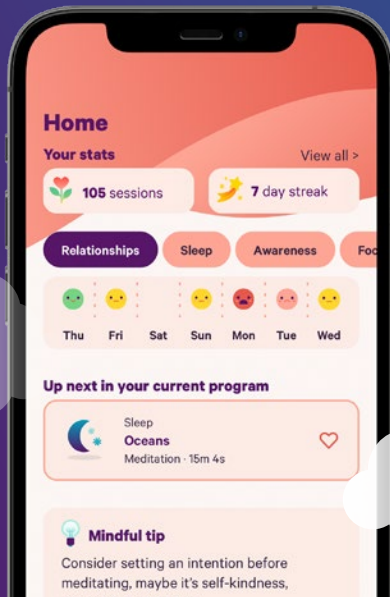 Home
Your stats
View all >
105 sessions
7 day streak
Relationships
Sleep
Awareness
Thu Fri Sat Sun Mon Tue Wed
Up next in your current program
Sleep
Oceans
Meditation · 15m 4s
Mindful tip
Consider setting an intention before
meditating, maybe it's self-kindness,